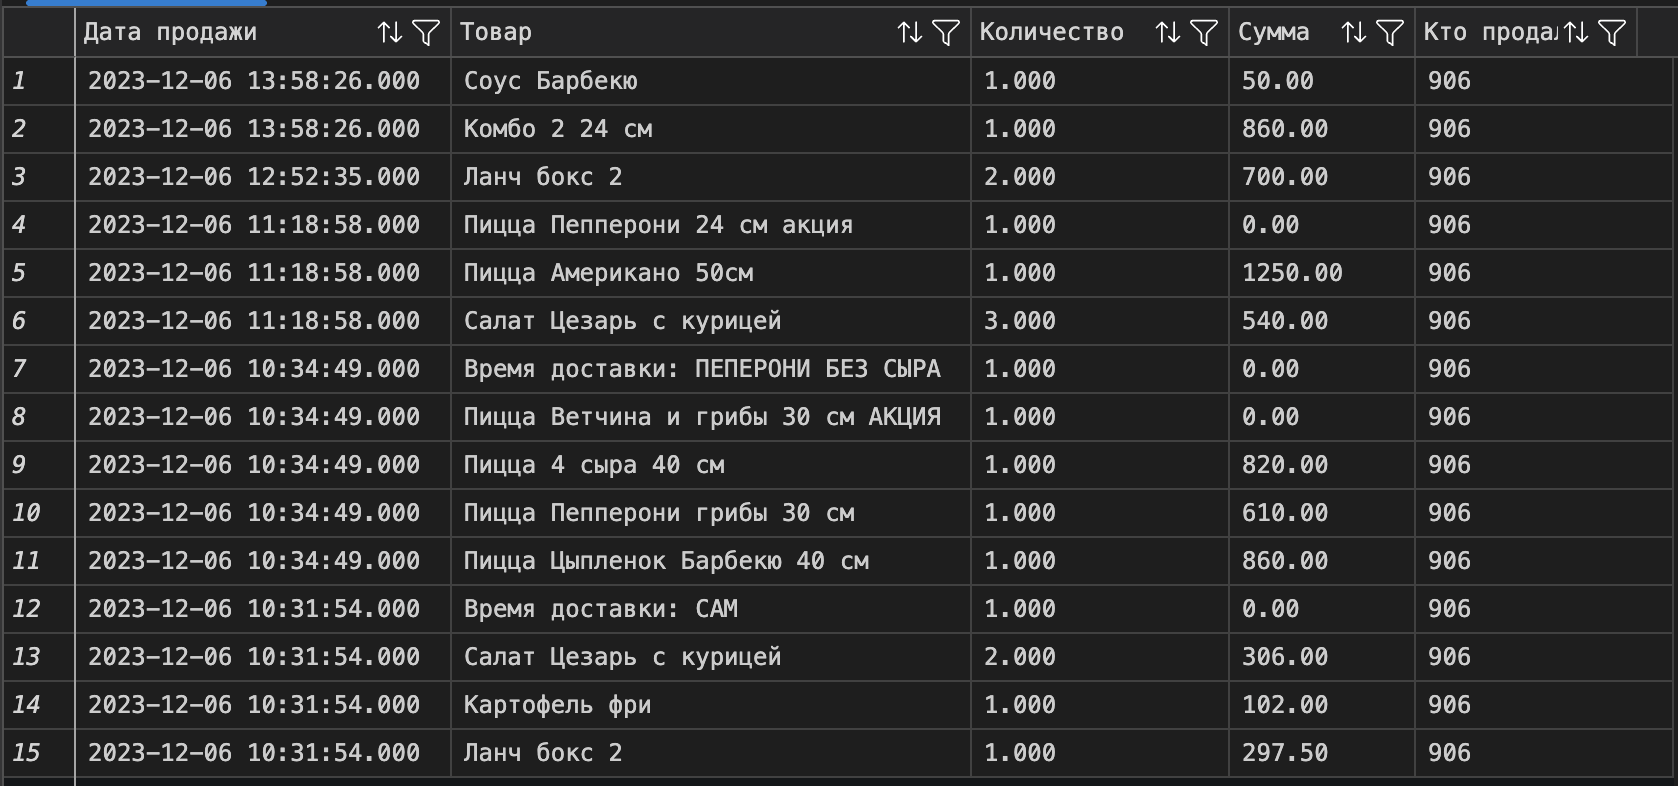 Дата продажи Товар Количество Сумма Кто прода
1 2023-12-06 13:58:26.000 Соус Барбекю 1.000 50.00 906
2 2023-12-06 13:58:26.000 Комбо 2 24 см 1.000 860.00 906
3 2023-12-06 12:52:35.000 Ланч бокс 2 2.000 700.00 906
4 2023-12-06 11:18:58.000 Пицца Пепперони 24 см акция 1.000 0.00 906
5 2023-12-06 11:18:58.000 Пицца Американо 50см 1.000 1250.00 906
6 2023-12-06 11:18:58.000 Салат Цезарь с курицей 3.000 540.00 906
7 2023-12-06 10:34:49.000 Время доставки: ПЕПЕРОНИ БЕЗ СЫРА 1.000 0.00 906
8 2023-12-06 10:34:49.000 Пицца Ветчина и грибы 30 см АКЦИЯ 1.000 0.00 906
9 2023-12-06 10:34:49.000 Пицца 4 сыра 40 см 1.000 820.00 906
10 2023-12-06 10:34:49.000 Пицца Пепперони грибы 30 см 1.000 610.00 906
11 2023-12-06 10:34:49.000 Пицца Цыпленок Барбекю 40 см 1.000 860.00 906
12 2023-12-06 10:31:54.000 Время доставки: САМ 1.000 0.00 906
13 2023-12-06 10:31:54.000 Салат Цезарь с курицей 2.000 306.00 906
14 2023-12-06 10:31:54.000 Картофель фри 1.000 102.00 906
15 2023-12-06 10:31:54.000 Ланч бокс 2 1.000 297.50 906